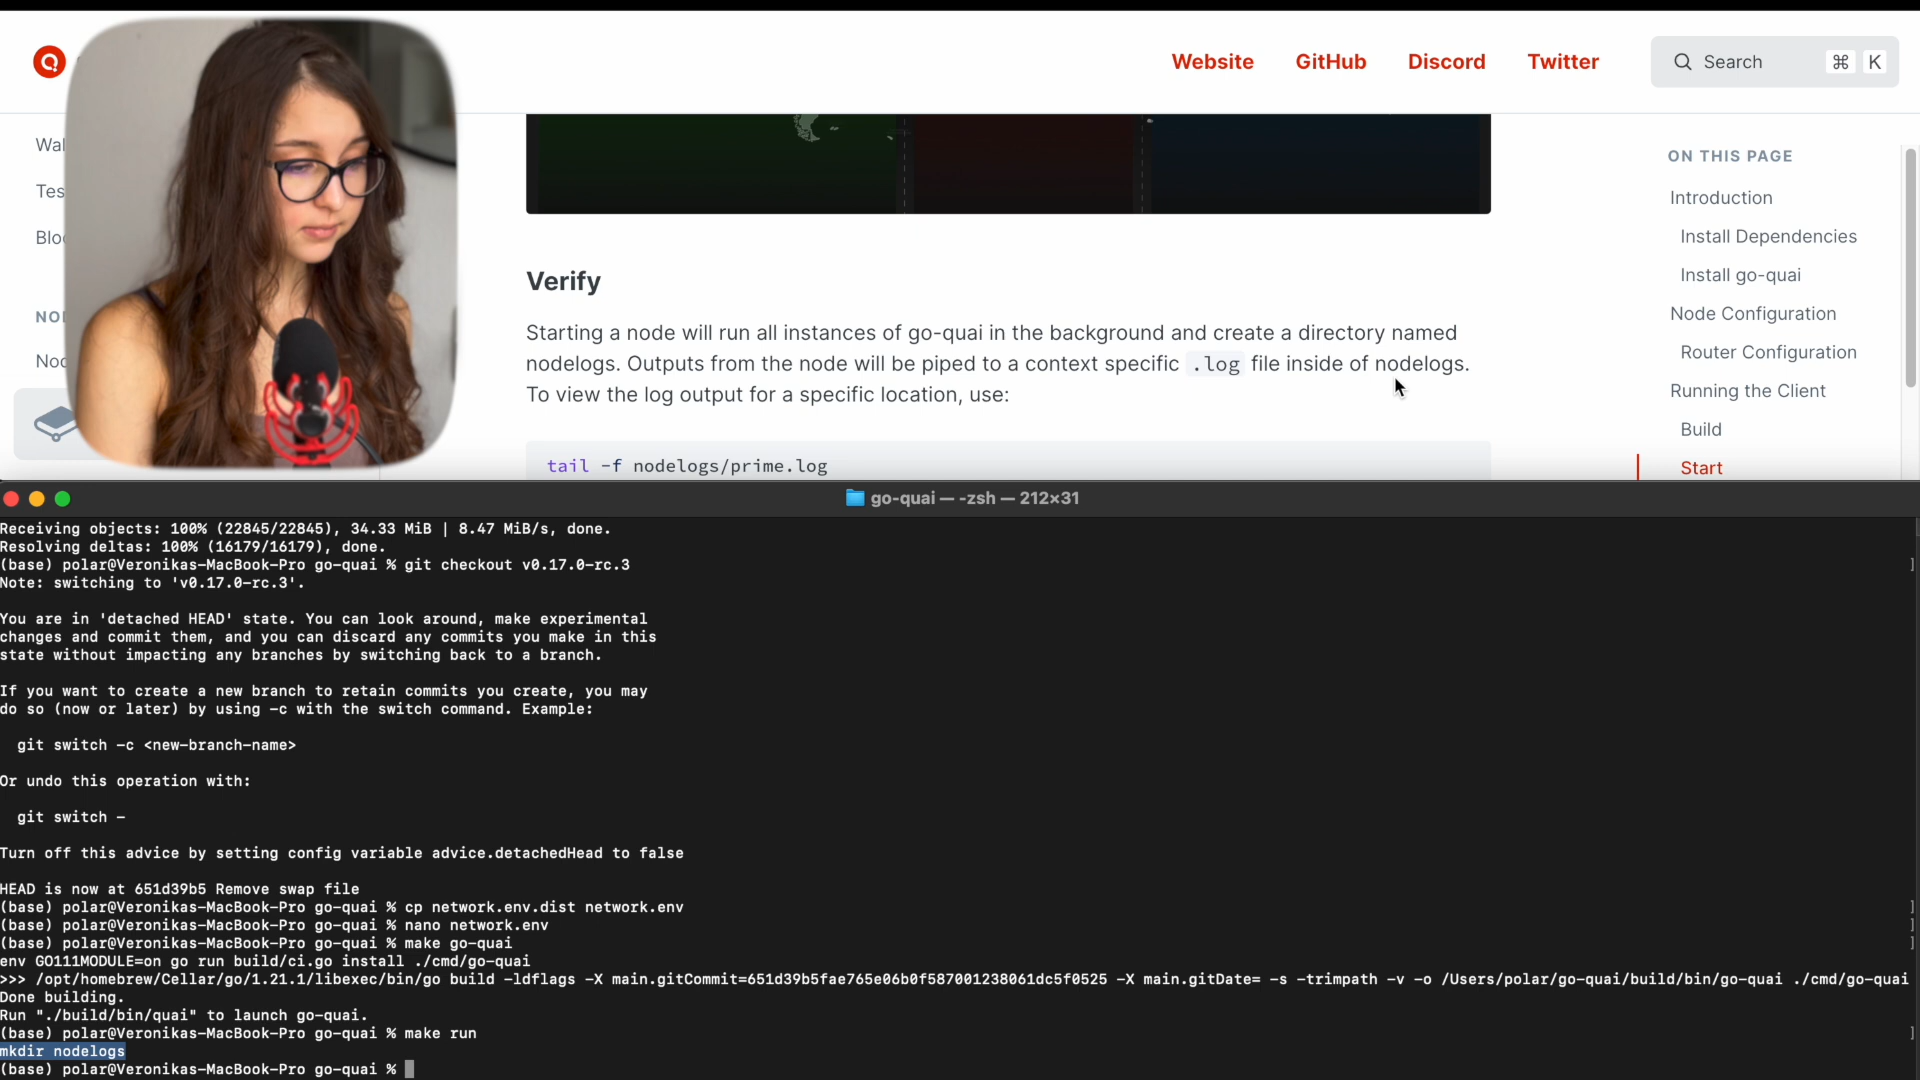 Website
GitHub
Discord
Twitter
Search
⌘
K
Wal
Tes
Bloc
NO
Nod
Verify
Starting a node will run all instances of go-quai in the background and create a directory named
nodelogs. Outputs from the node will be piped to a context specific .log file inside of nodelogs.
To view the log output for a specific location, use:
tail -f nodelogs/prime.log
ON THIS PAGE
Introduction
Install Dependencies
Install go-quai
Node Configuration
Router Configuration
Running the Client
Build
Start
go-quai — -zsh — 212×31
Receiving objects: 100% (22845/22845), 34.33 MiB | 8.47 MiB/s, done.
Resolving deltas: 100% (16179/16179), done.
(base) polar@Veronikas-MacBook-Pro go-quai % git checkout v0.17.0-rc.3
Note: switching to 'v0.17.0-rc.3'.
You are in 'detached HEAD' state. You can look around, make experimental
changes and commit them, and you can discard any commits you make in this
state without impacting any branches by switching back to a branch.
If you want to create a new branch to retain commits you create, you may
do so (now or later) by using -c with the switch command. Example:
git switch -c <new-branch-name>
Or undo this operation with:
git switch -
Turn off this advice by setting config variable advice.detachedHead to false
HEAD is now at 651d39b5 Remove swap file
(base) polar@Veronikas-MacBook-Pro go-quai % cp network.env.dist network.env
(base) polar@Veronikas-MacBook-Pro go-quai % nano network.env
(base) polar@Veronikas-MacBook-Pro go-quai % make go-quai
env GO111MODULE=on go run build/ci.go install ./cmd/go-quai
>>> /opt/homebrew/Cellar/go/1.21.1/libexec/bin/go build -ldflags -X main.gitCommit=651d39b5fae765e06b0f587001238061dc5f0525 -X main.gitDate= -s -trimpath -v -o /Users/polar/go-quai/build/bin/go-quai ./cmd/go-quai
Done building.
Run "./build/bin/quai" to launch go-quai.
(base) polar@Veronikas-MacBook-Pro go-quai % make run
mkdir nodelogs
(base) polar@Veronikas-MacBook-Pro go-quai %